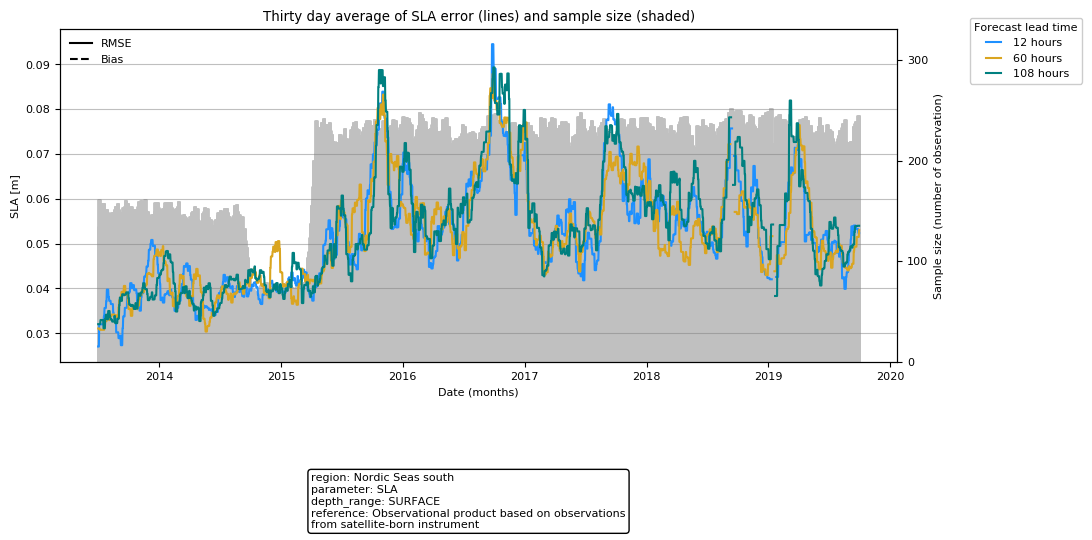 Thirty day average of SLA error (lines) and sample size (shaded)
Forecast lead time
12 hours
60 hours
108 hours
RMSE
Bias
SLA [m]
0.09
0.08
0.07
0.06
0.05
0.04
0.03
300
200
100
0
Sample size (number of observation)
2014 2015 2016 2017 2018 2019 2020
Date (months)
region: Nordic Seas south
parameter: SLA
depth_range: SURFACE
reference: Observational product based on observations
from satellite-born instrument